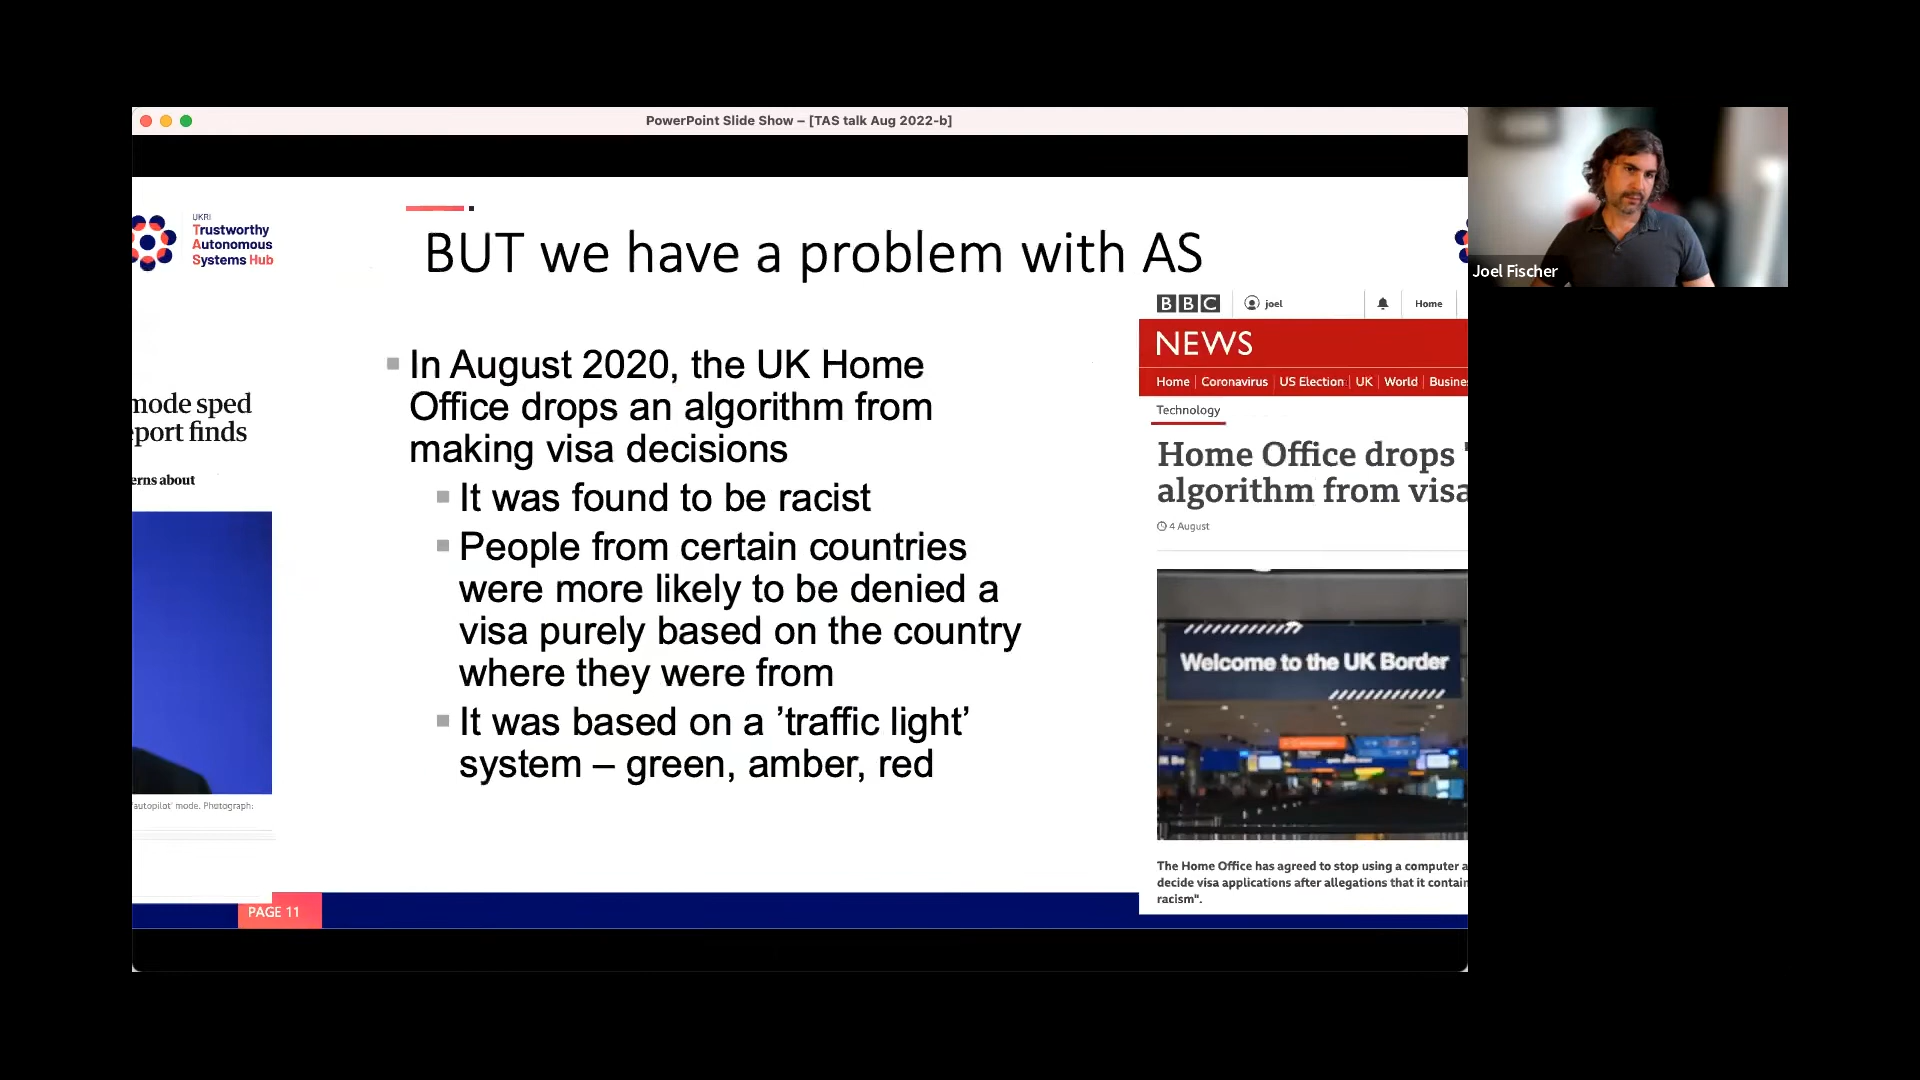 PowerPoint Slide Show – [TAS talk Aug 2022-b]
UKRI
Trustworthy
Autonomous
Systems Hub
BUT we have a problem with AS
Joel Fischer
mode sped
port finds
erns about
'autopilot' mode. Photograph:
In August 2020, the UK Home
Office drops an algorithm from
making visa decisions
It was found to be racist
People from certain countries
were more likely to be denied a
visa purely based on the country
where they were from
It was based on a ’traffic light’
system – green, amber, red
BBC joel Home
NEWS
Home Coronavirus US Election UK World Busine
Technology
Home Office drops '
algorithm from visa
4 August
Welcome to the UK Border
The Home Office has agreed to stop using a computer a
decide visa applications after allegations that it contain
racism".
PAGE 11